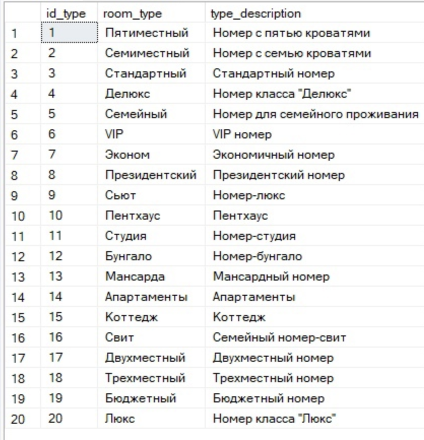 id_type room_type type_description
1 1 Пятиместный Номер с пятью кроватями
2 2 Семиместный Номер с семью кроватями
3 3 Стандартный Стандартный номер
4 4 Делюкс Номер класса "Делюкс"
5 5 Семейный Номер для семейного проживания
6 6 VIP VIP номер
7 7 Эконом Экономичный номер
8 8 Президентский Президентский номер
9 9 Сьют Номер-люкс
10 10 Пентхаус Пентхаус
11 11 Студия Номер-студия
12 12 Бунгало Номер-бунгало
13 13 Мансарда Мансардный номер
14 14 Апартаменты Апартаменты
15 15 Коттедж Коттедж
16 16 Свит Семейный номер-свит
17 17 Двухместный Двухместный номер
18 18 Трехместный Трехместный номер
19 19 Бюджетный Бюджетный номер
20 20 Люкс Номер класса "Люкс"